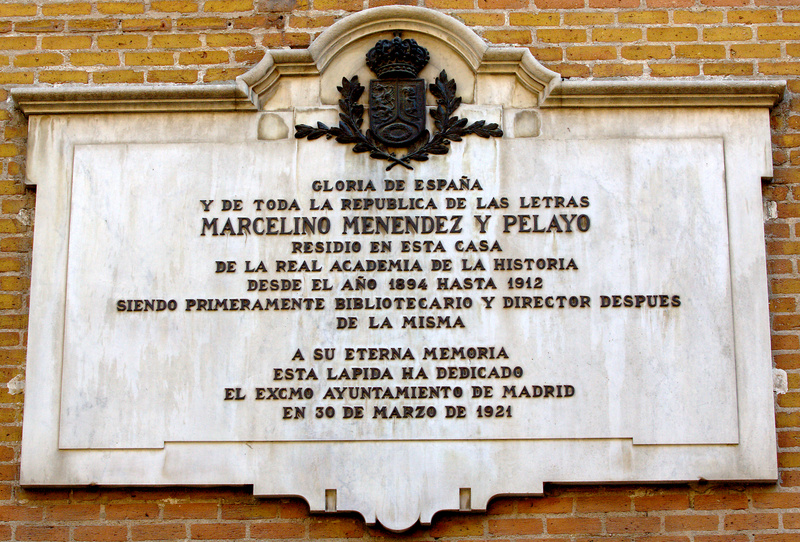 GLORIA DE ESPAÑA
Y DE TODA LA REPUBLICA DE LAS LETRAS
MARCELINO MENENDEZ Y PELAYO
RESIDIO EN ESTA CASA
DE LA REAL ACADEMIA DE LA HISTORIA
DESDE EL AÑO 1894 HASTA 1912
SIENDO PRIMERAMENTE BIBLIOTECARIO Y DIRECTOR DESPUES
DE LA MISMA
A SU ETERNA MEMORIA
ESTA LAPIDA HA DEDICADO
EL EXCMO AYUNTAMIENTO DE MADRID
EN 30 DE MARZO DE 1921